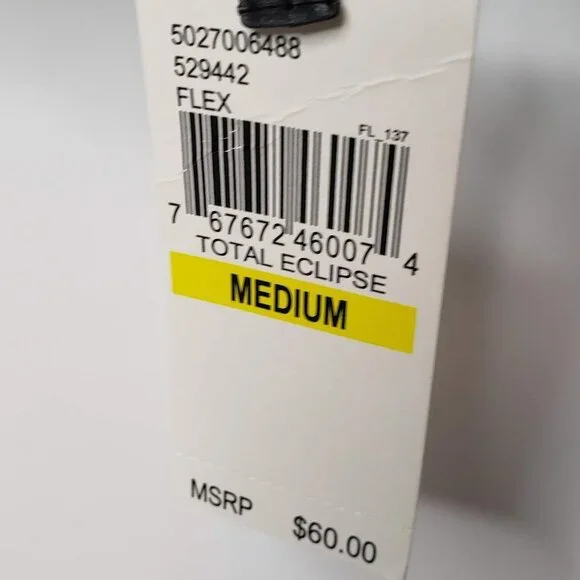 5027006488
529442
FLEX
FL_137
7 67672 46007 4
TOTAL ECLIPSE
MEDIUM
MSRP $60.00